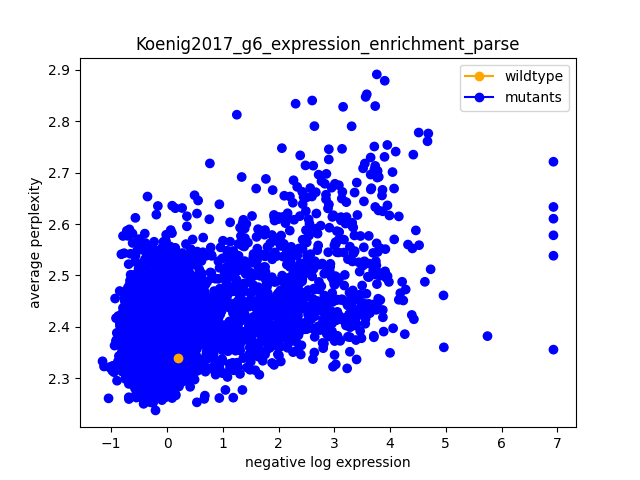 Koenig2017_g6_expression_enrichment_parse
wildtype
mutants
average perplexity
2.9
2.8
2.7
2.6
2.5
2.4
2.3
−1 0 1 2 3 4 5 6 7
negative log expression